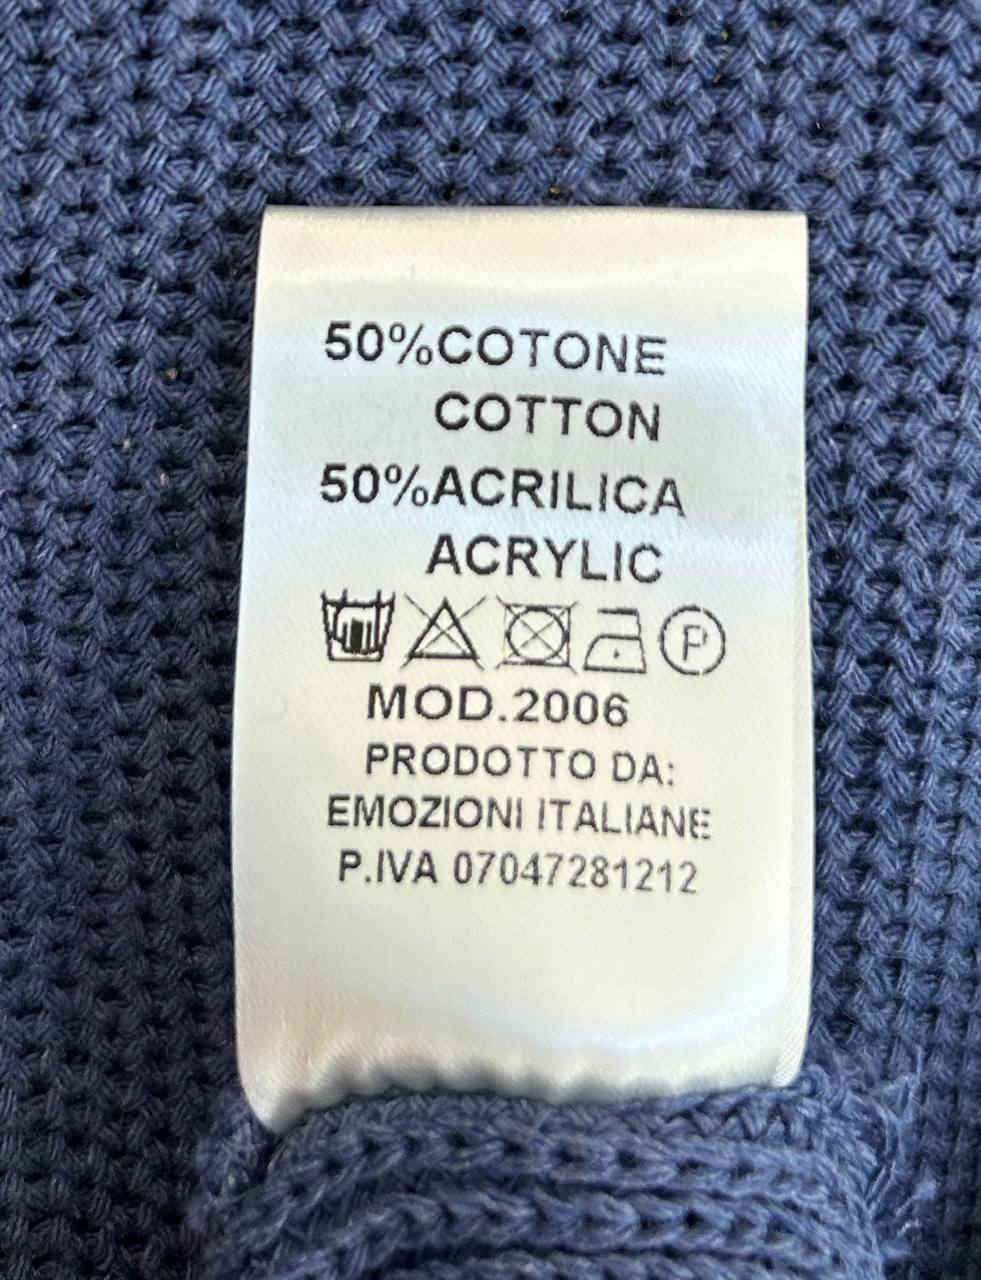 50%COTONE
COTTON
50%ACRILICA
ACRYLIC
P
MOD.2006
PRODOTTO DA:
EMOZIONI ITALIANE
P.IVA 07047281212